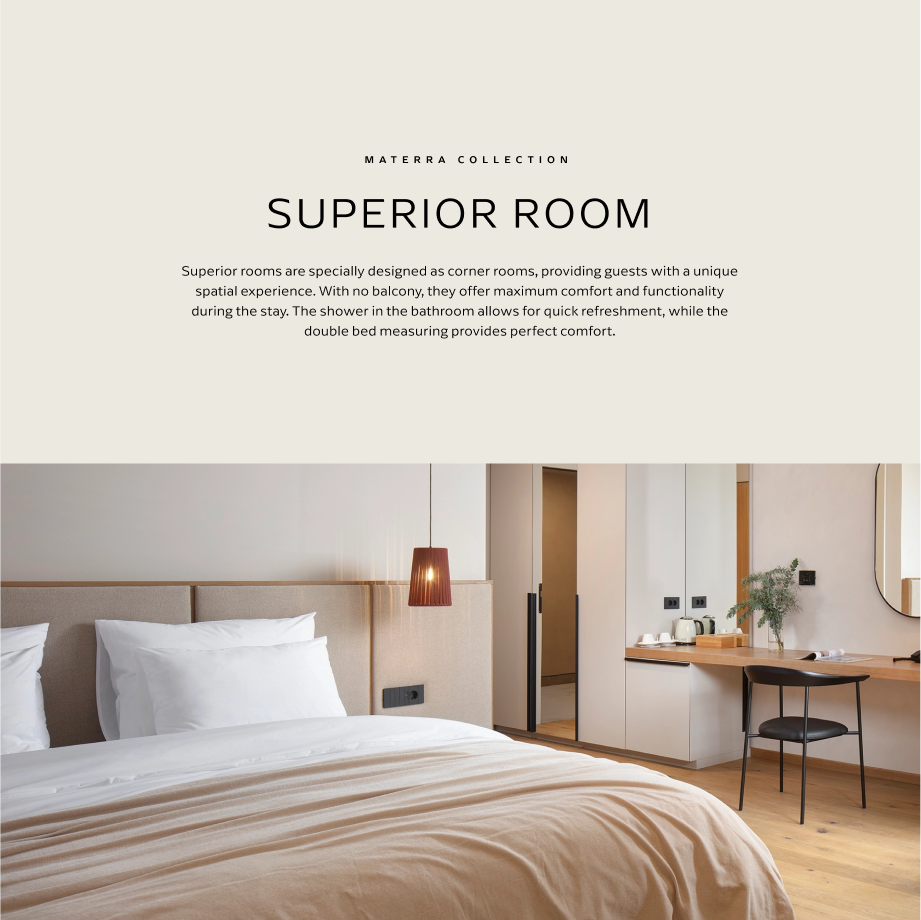 MATERRA COLLECTION
SUPERIOR ROOM
Superior rooms are specially designed as corner rooms, providing guests with a unique
spatial experience. With no balcony, they offer maximum comfort and functionality
during the stay. The shower in the bathroom allows for quick refreshment, while the
double bed measuring provides perfect comfort.